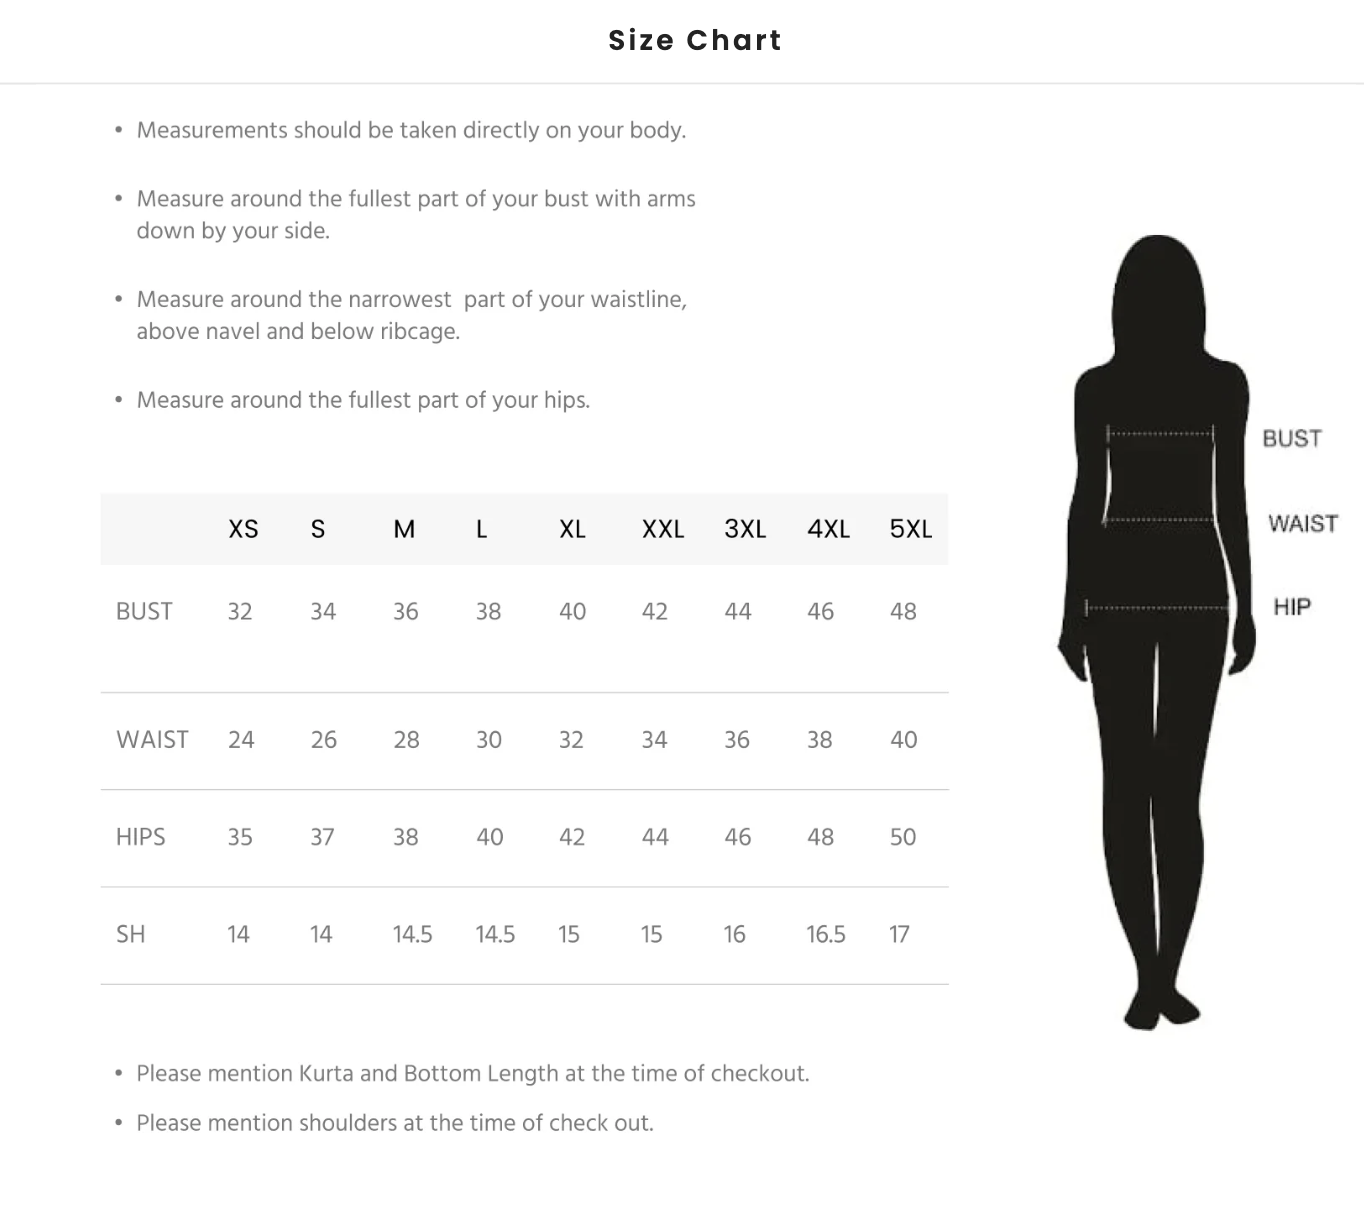 Size Chart
• Measurements should be taken directly on your body.
• Measure around the fullest part of your bust with arms
down by your side.
• Measure around the narrowest  part of your waistline,
above navel and below ribcage.
• Measure around the fullest part of your hips.
BUST
WAIST
HIP
XS S M L XL XXL 3XL 4XL 5XL
BUST 32 34 36 38 40 42 44 46 48
WAIST 24 26 28 30 32 34 36 38 40
HIPS 35 37 38 40 42 44 46 48 50
SH 14 14 14.5 14.5 15 15 16 16.5 17
• Please mention Kurta and Bottom Length at the time of checkout.
• Please mention shoulders at the time of check out.